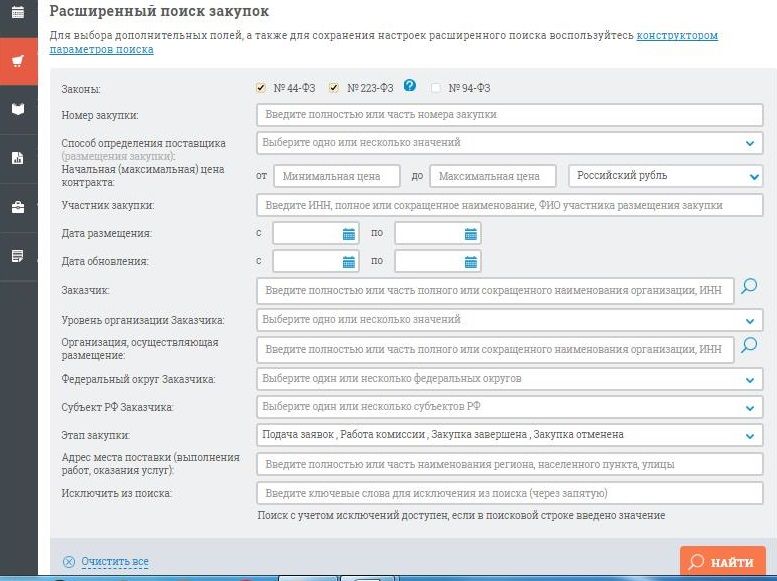 Расширенный поиск закупок
Для выбора дополнительных полей, а также для сохранения настроек расширенного поиска воспользуйтесь конструктором
параметров поиска
Законы: № 44-ФЗ № 223-ФЗ ? № 94-ФЗ
Номер закупки: Введите полностью или часть номера закупки
Способ определения поставщика
(размещения закупки): Выберите одно или несколько значений
Начальная (максимальная) цена
контракта: от Минимальная цена до Максимальная цена Российский рубль
Участник закупки: Введите ИНН, полное или сокращенное наименование, ФИО участника размещения закупки
Дата размещения: с по
Дата обновления: с по
Заказчик: Введите полностью или часть полного или сокращенного наименования организации, ИНН
Уровень организации Заказчика: Выберите одно или несколько значений
Организация, осуществляющая
размещение: Введите полностью или часть полного или сокращенного наименования организации, ИНН
Федеральный округ Заказчика: Выберите один или несколько федеральных округов
Субъект РФ Заказчика: Выберите один или несколько субъектов РФ
Этап закупки: Подача заявок , Работа комиссии , Закупка завершена , Закупка отменена
Адрес места поставки (выполнения
работ, оказания услуг): Введите полностью или часть наименования региона, населенного пункта, улицы
Исключить из поиска: Введите ключевые слова для исключения из поиска (через запятую)
Поиск с учетом исключений доступен, если в поисковой строке введено значение
Очистить все НАЙТИ